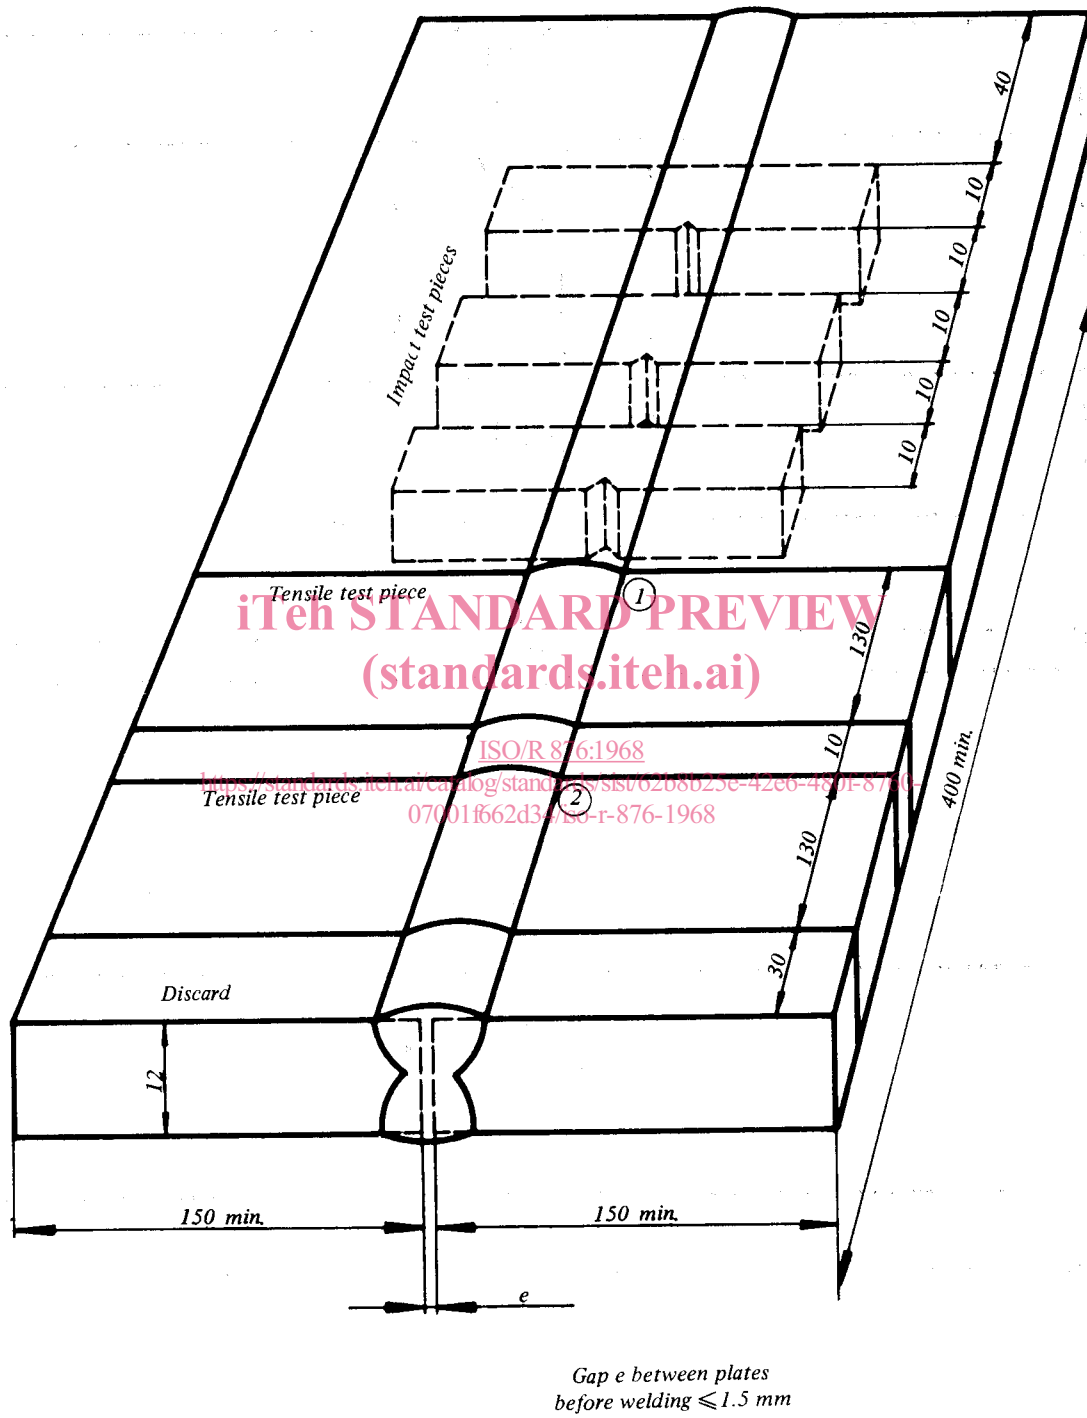 40
10
10
10
10
10
Impact test pieces
Tensile test piece
1
iTeh STANDARD PREVIEW
(standards.iteh.ai)
130
ISO/R 876:1968
10
400 min.
Tensile test piece
2
07001f662d34/iso-r-876-1968
130
30
Discard
12
150 min.
150 min.
e
Gap e between plates
before welding ⩽ 1.5 mm